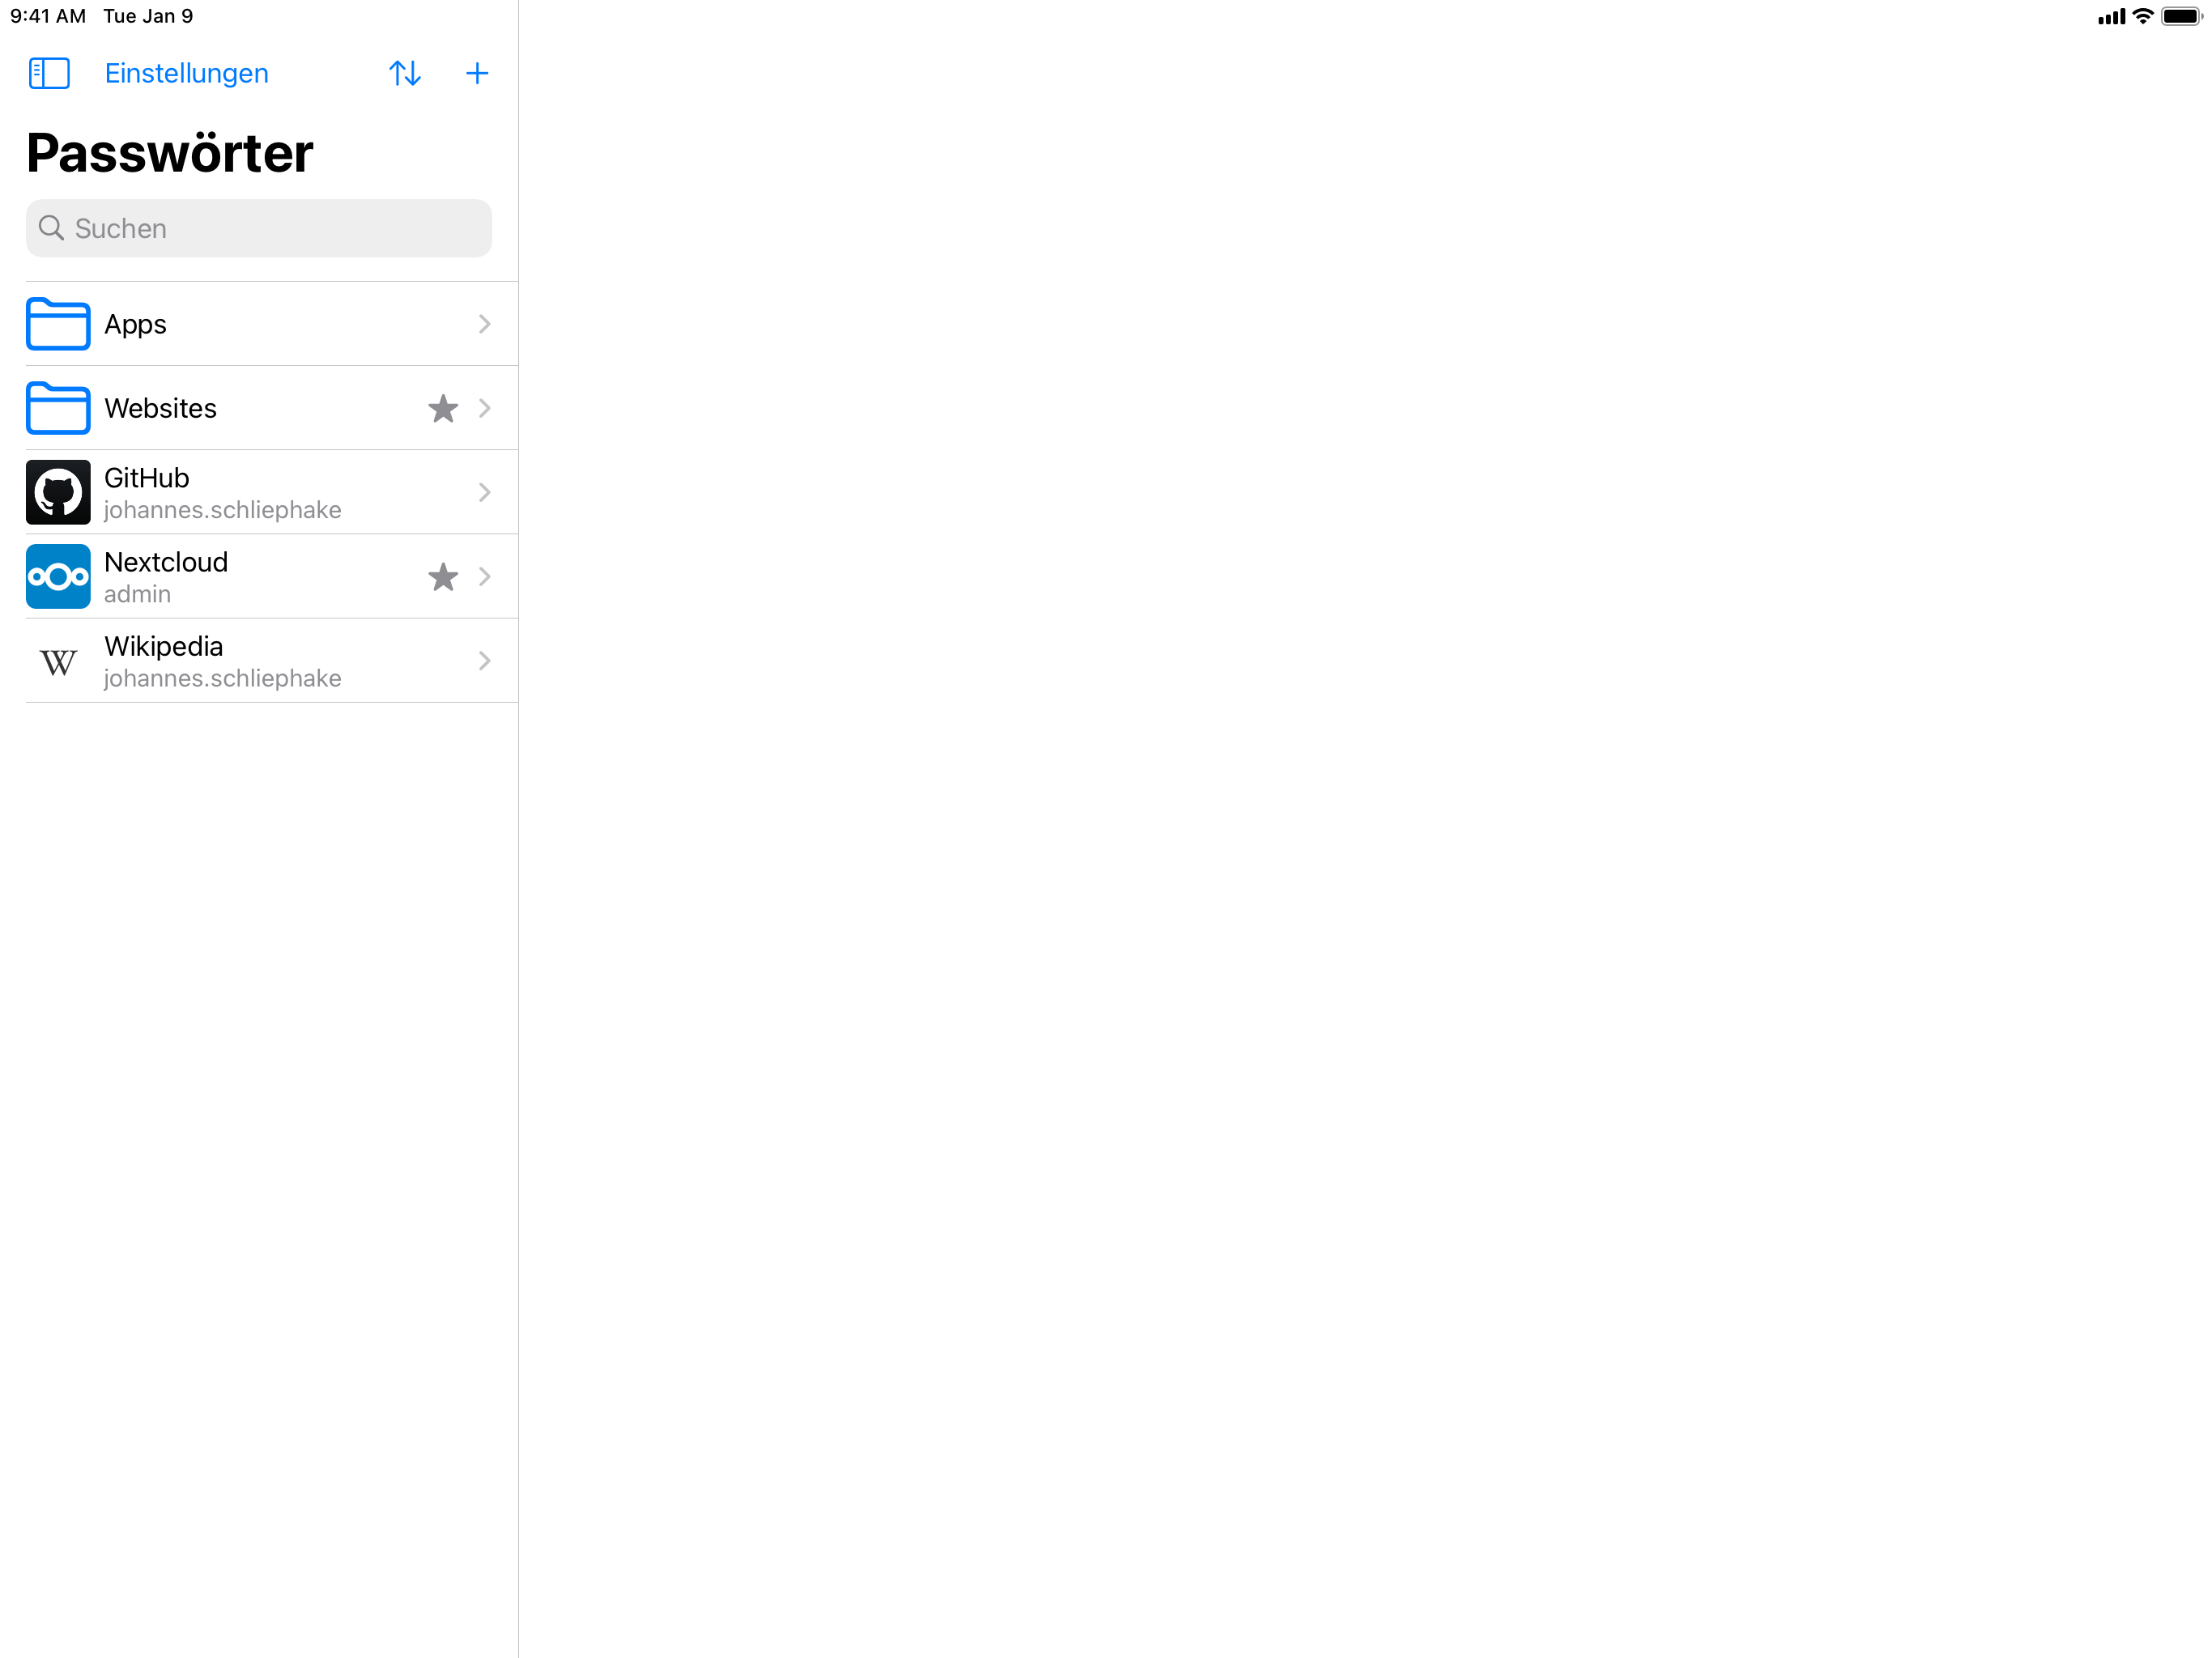 9:41 AM Tue Jan 9
Einstellungen
Passwörter
Suchen
Apps
Websites
GitHub
johannes.schliephake
Nextcloud
admin
W
Wikipedia
johannes.schliephake